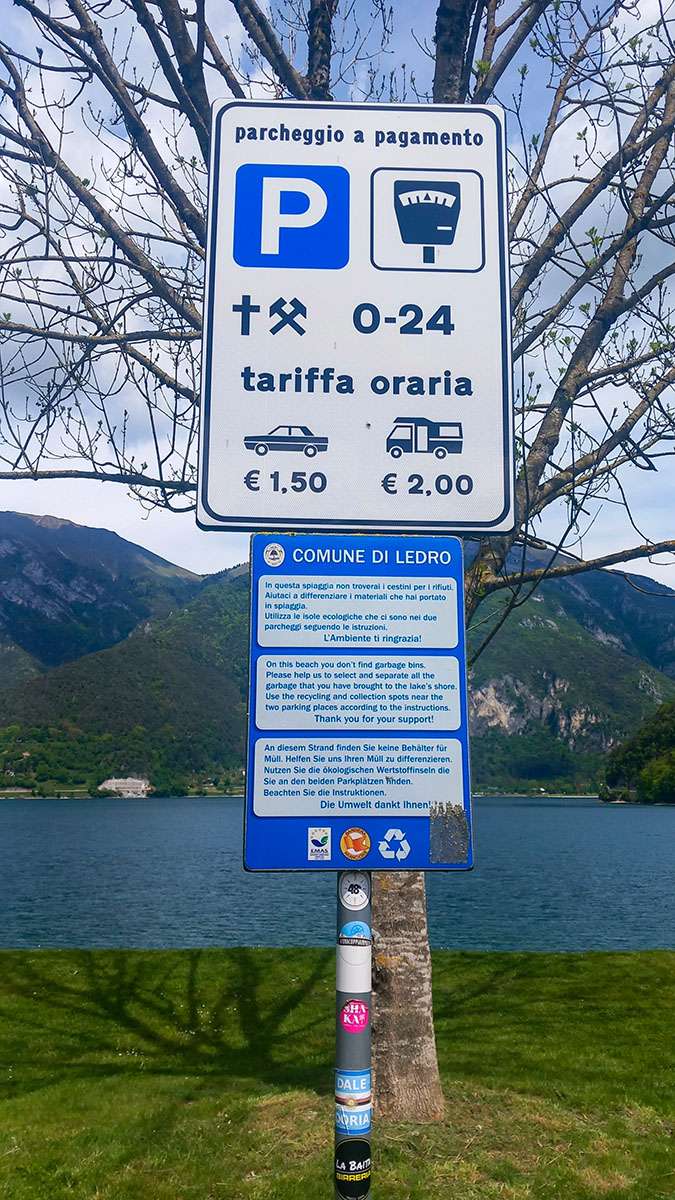 parcheggio a pagamento
P
0-24
tariffa oraria
€ 1,50
€ 2,00
COMUNE DI LEDRO
In questa spiaggia non troverai i cestini per i rifiuti.
Aiutaci a differenziare i materiali che hai portato
in spiaggia.
Utilizza le isole ecologiche che ci sono nei due
parcheggi seguendo le istruzioni.
L'Ambiente ti ringrazia!
On this beach you don't find garbage bins.
Please help us to select and separate all the
garbage that you have brought to the lake's shore.
Use the recycling and collection spots near the
two parking places according to the instructions.
Thank you for your support!
An diesem Strand finden Sie keine Behälter für
Müll. Helfen Sie uns Ihren Müll zu differenzieren.
Nutzen Sie die ökologischen Wertstoffinseln die
Sie an den beiden Parkplätzen finden.
Beachten Sie die Instruktionen.
Die Umwelt dankt Ihnen!
EMAS
48
SHA
KA
DALE
DORIA
LA BAITA
BIRRERIA